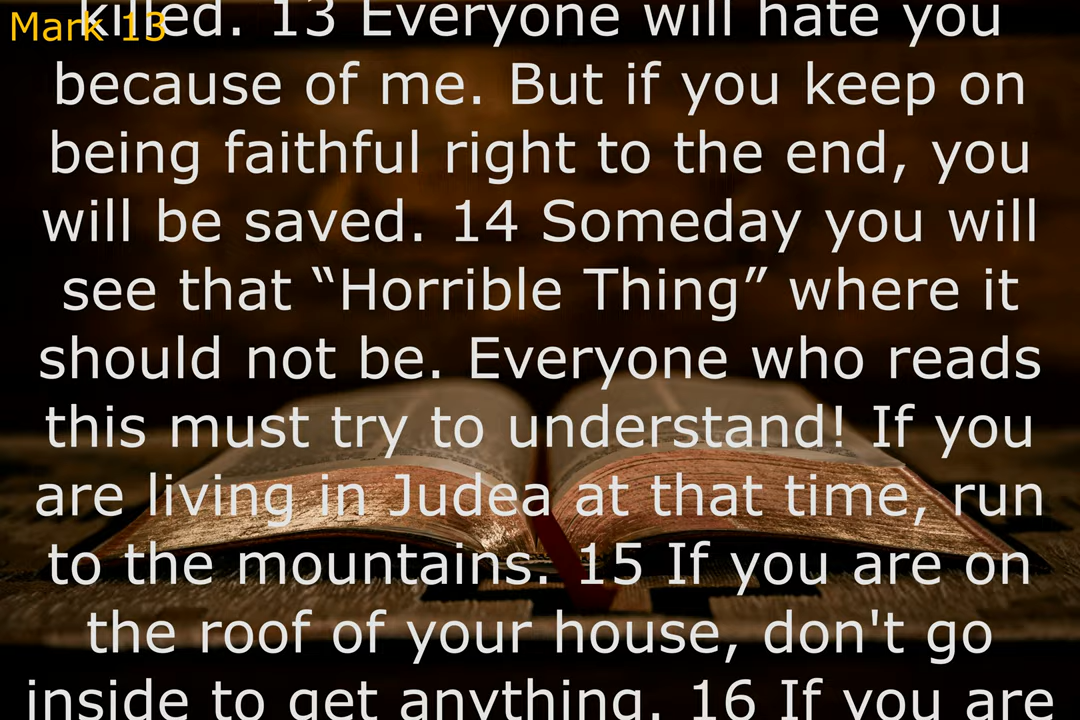 Mark 13
killed. 13 Everyone will hate you
because of me. But if you keep on
being faithful right to the end, you
will be saved. 14 Someday you will
see that “Horrible Thing” where it
should not be. Everyone who reads
this must try to understand! If you
are living in Judea at that time, run
to the mountains. 15 If you are on
the roof of your house, don't go
inside to get anything. 16 If you are